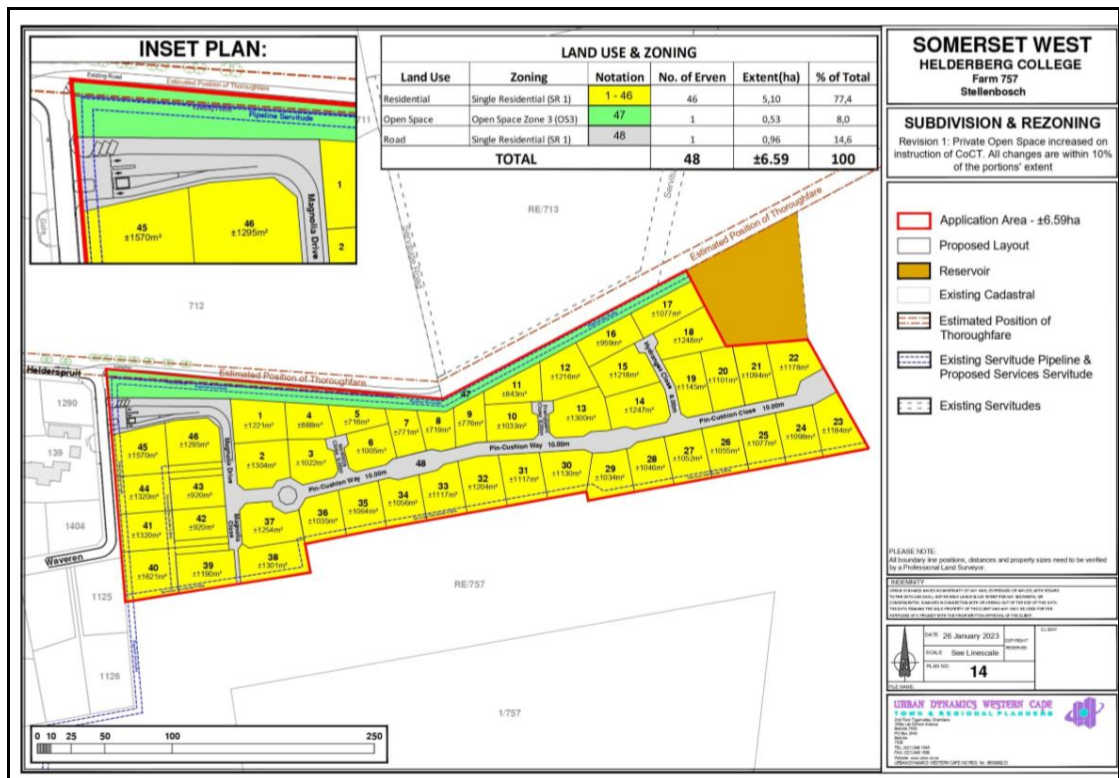 INSET PLAN:
Existing Road
Estimated Position of Thoroughfare
Pipeline Servitude
711
45
±1570m²
46
±1295m²
Magnolia Drive
1
2
LAND USE & ZONING
Land Use Zoning Notation No. of Erven Extent(ha) % of Total
Residential Single Residential (SR 1) 1 - 46 46 5,10 77,4
Open Space Open Space Zone 3 (OS3) 47 1 0,53 8,0
Road Single Residential (SR 1) 48 1 0,96 14,6
TOTAL 48 ±6.59 100
SOMERSET WEST
HELDERBERG COLLEGE
Farm 757
Stellenbosch
SUBDIVISION & REZONING
Revision 1: Private Open Space increased on
instruction of CoCT. All changes are within 10%
of the portions' extent
Application Area - ±6.59ha
Proposed Layout
Reservoir
Existing Cadastral
Estimated Position of
Thoroughfare
Existing Servitude Pipeline &
Proposed Services Servitude
Existing Servitudes
PLEASE NOTE:
All boundary line positions, distances and property sizes need to be verified
by a Professional Land Surveyor.
INDEMNITY
DATE 26 January 2023
SCALE See Linescale
PLAN NO. 14
COPYRIGHT
RESERVED
CLIENT
FILE NAME:
URBAN DYNAMICS WESTERN CAPE
TOWN & REGIONAL PLANNERS
RE/713
712
Estimated Position of Thoroughfare
Estimated Position of Thoroughfare
Helderspruit
1290
139
1404
Waveren
1125
1126
RE/757
1/757
47
17
±1077m²
16
±959m²
18
±1248m²
12
±1216m²
15
±1218m²
Hydrangea Close 8.00m
11
±843m²
19
±1145m²
20
±1101m²
21
±1094m²
22
±1178m²
14
±1247m²
13
±1300m²
10
±1033m²
9
±776m²
8
±719m²
7
±771m²
5
±716m²
4
±888m²
1
±1221m²
6
±1005m²
3
±1022m²
2
±1304m²
46
±1295m²
45
±1570m²
Magnolia Drive
Pin-Cushion Close 10.00m
Pin-Cushion Way 10.00m
48
Pin-Cushion Way 10.00m
23
±1184m²
24
±1098m²
25
±1077m²
26
±1055m²
27
±1052m²
28
±1046m²
29
±1034m²
30
±1130m²
31
±1117m²
32
±1204m²
33
±1117m²
34
±1056m²
35
±1064m²
36
±1035m²
37
±1254m²
38
±1301m²
44
±1320m²
43
±920m²
41
±1320m²
42
±920m²
Magnolia
Close
40
±1621m²
39
±1190m²
0 10 25 50 100 250